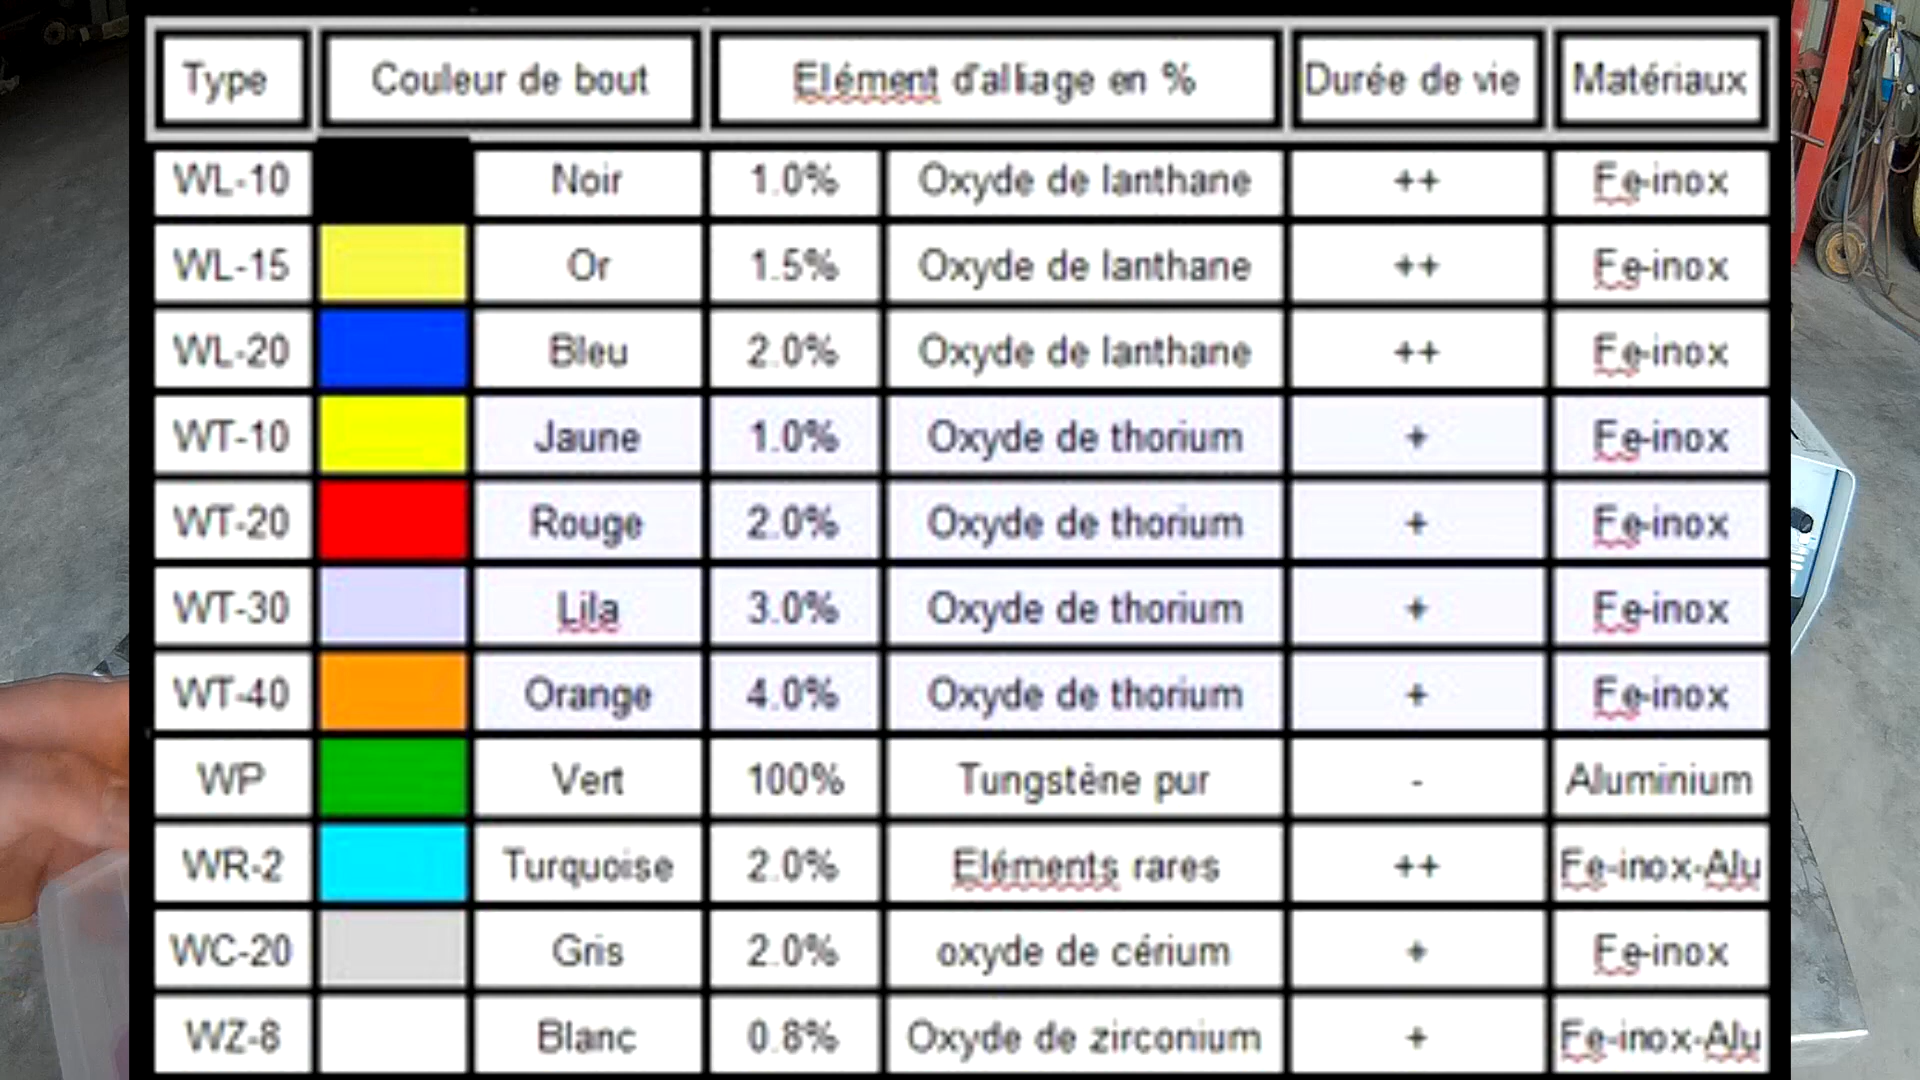 Type Couleur de bout Elément d'alliage en % Durée de vie Matériaux
WL-10 Noir 1.0% Oxyde de lanthane ++ Fe-inox
WL-15 Or 1.5% Oxyde de lanthane ++ Fe-inox
WL-20 Bleu 2.0% Oxyde de lanthane ++ Fe-inox
WT-10 Jaune 1.0% Oxyde de thorium + Fe-inox
WT-20 Rouge 2.0% Oxyde de thorium + Fe-inox
WT-30 Lila 3.0% Oxyde de thorium + Fe-inox
WT-40 Orange 4.0% Oxyde de thorium + Fe-inox
WP Vert 100% Tungstène pur - Aluminium
WR-2 Turquoise 2.0% Eléments rares ++ Fe-inox-Alu
WC-20 Gris 2.0% oxyde de cérium + Fe-inox
WZ-8 Blanc 0.8% Oxyde de zirconium + Fe-inox-Alu